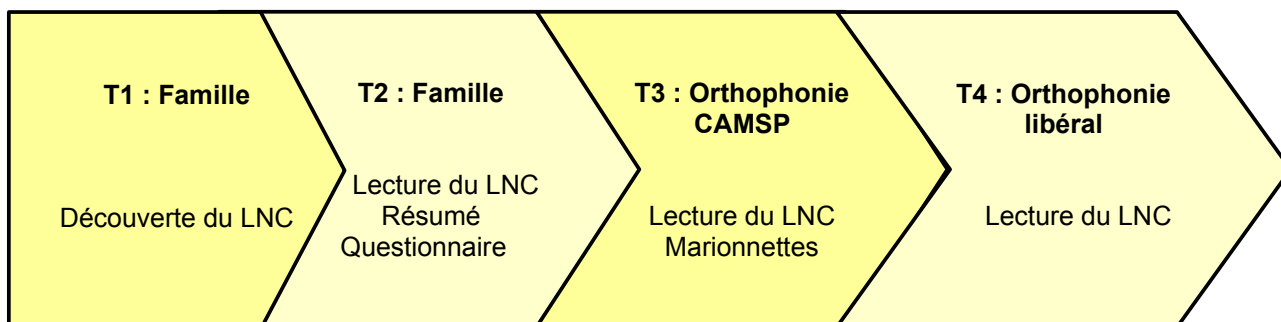 T1 : Famille
Découverte du LNC
T2 : Famille
Lecture du LNC
Résumé
Questionnaire
T3 : Orthophonie
CAMSP
Lecture du LNC
Marionnettes
T4 : Orthophonie
libéral
Lecture du LNC